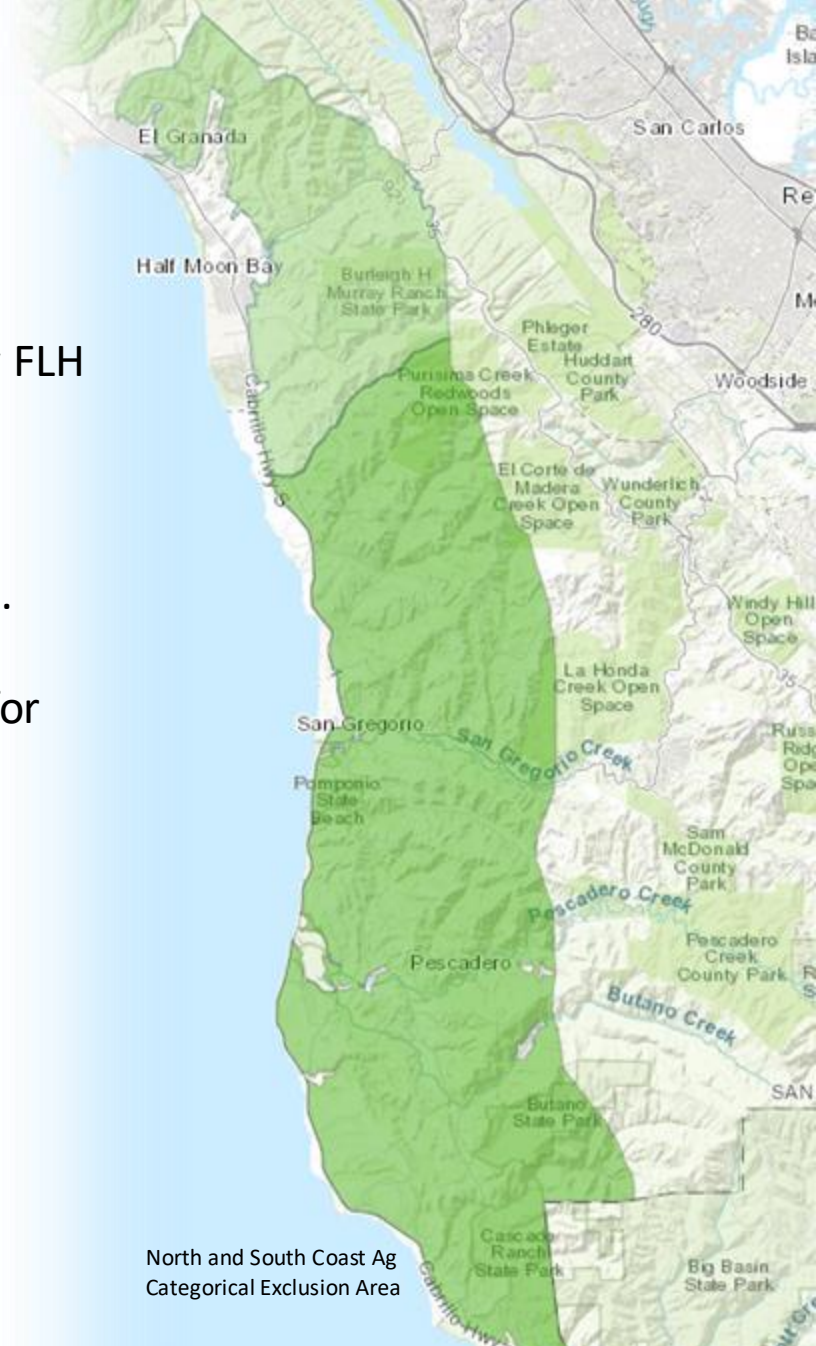 El Granada
San Carlos
Half Moon Bay
92
35
Burleigh H
Murray Ranch
State Park
280
Phleger
Estate
Huddart
County
Park
Woodside
FLH
Purisima Creek
Redwoods
Open Space
Cabrillo Hwy S
El Corte de
Madera
Creek Open
Space
Wunderlich
County
Park
.
Windy Hill
Open
Space
La Honda
Creek Open
Space
35
or
San Gregorio
San Gregorio Creek
Pomponio
State
Beach
Sam
McDonald
County
Park
Pescadero Creek
Pescadero
Pescadero
Creek
County Park
Butano Creek
SAN
Butano
State Park
Cascade
Ranch
State Park
Big Basin
State Park
North and South Coast Ag
Categorical Exclusion Area
Cabrillo Hwy